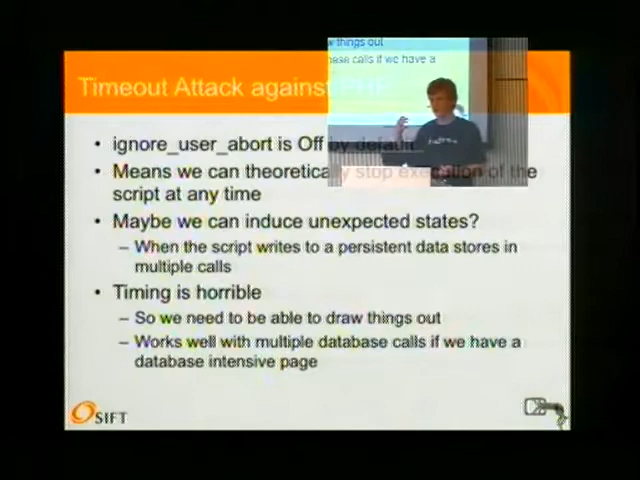 Timeout Attack against PHP
• ignore_user_abort is Off by default
• Means we can theoretically stop execution of the
script at any time
• Maybe we can induce unexpected states?
– When the script writes to a persistent data stores in
multiple calls
• Timing is horrible
– So we need to be able to draw things out
– Works well with multiple database calls if we have a
database intensive page
things out
calls if we have a
SIFT